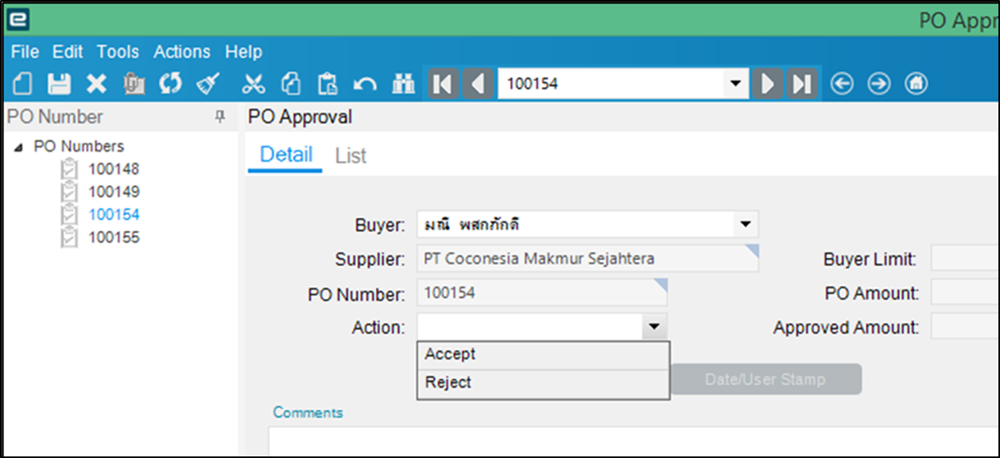 PO Appr
File Edit Tools Actions Help
100154
PO Number
PO Approval
PO Numbers
100148
100149
100154
100155
Detail List
Buyer: มณี พสกภักดี
Supplier: PT Coconesia Makmur Sejahtera
Buyer Limit:
PO Number: 100154
PO Amount:
Action:
Approved Amount:
Accept
Reject
Date/User Stamp
Comments